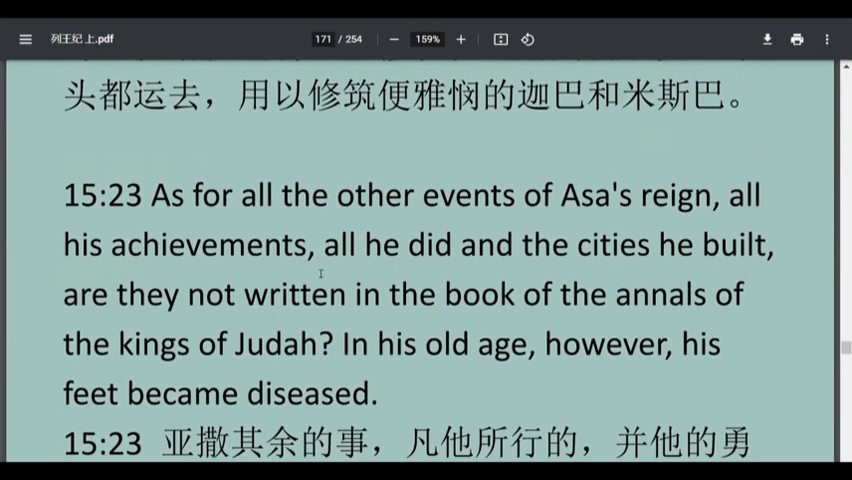 列王纪 上.pdf
171 / 254
159%
头都运去，用以修筑便雅悯的迦巴和米斯巴。
15:23 As for all the other events of Asa's reign, all
his achievements, all he did and the cities he built,
are they not written in the book of the annals of
the kings of Judah? In his old age, however, his
feet became diseased.
15:23 亚撒其余的事，凡他所行的，并他的勇